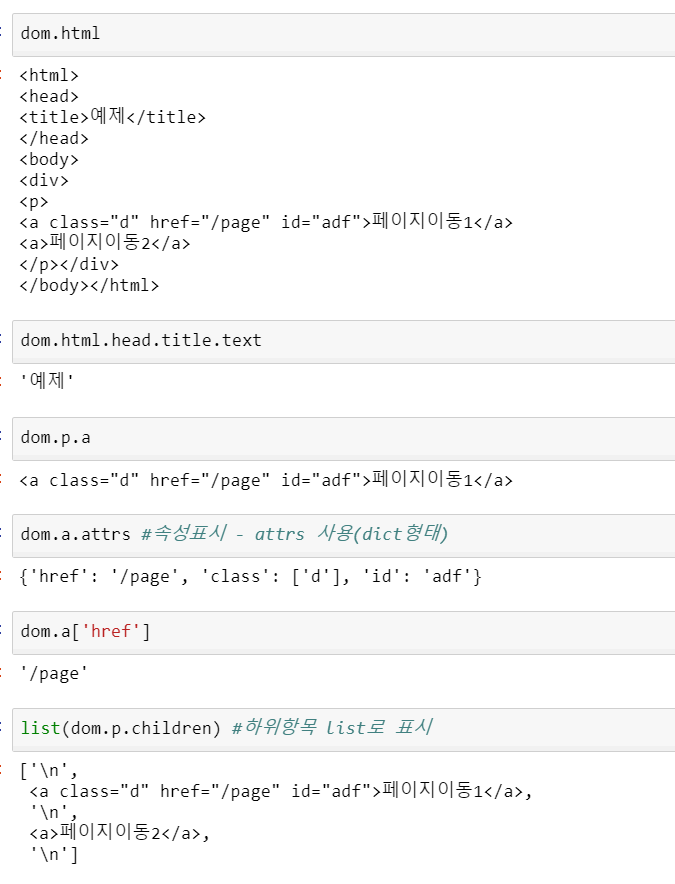 dom.html
<html>
<head>
<title>예제</title>
</head>
<body>
<div>
<p>
<a class="d" href="/page" id="adf">페이지이동1</a>
<a>페이지이동2</a>
</p></div>
</body></html>
dom.html.head.title.text
'예제'
dom.p.a
<a class="d" href="/page" id="adf">페이지이동1</a>
dom.a.attrs #속성표시 - attrs 사용(dict형태)
{'href': '/page', 'class': ['d'], 'id': 'adf'}
dom.a['href']
'/page'
list(dom.p.children) #하위항목 list로 표시
['\n',
<a class="d" href="/page" id="adf">페이지이동1</a>,
'\n',
<a>페이지이동2</a>,
'\n']